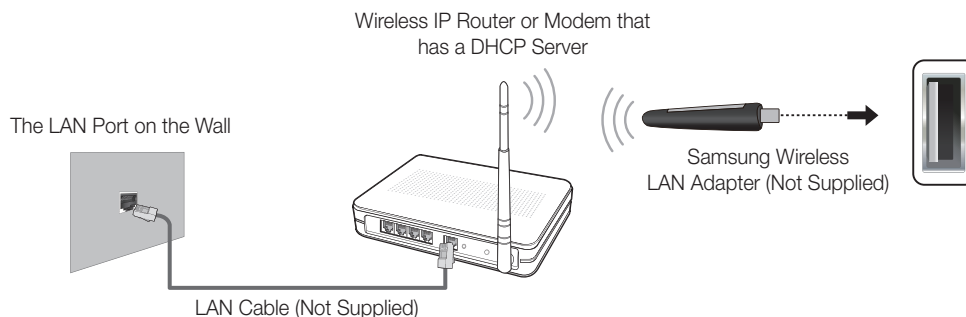 Wireless IP Router or Modem that
has a DHCP Server
The LAN Port on the Wall
Samsung Wireless
LAN Adapter (Not Supplied)
LAN Cable (Not Supplied)